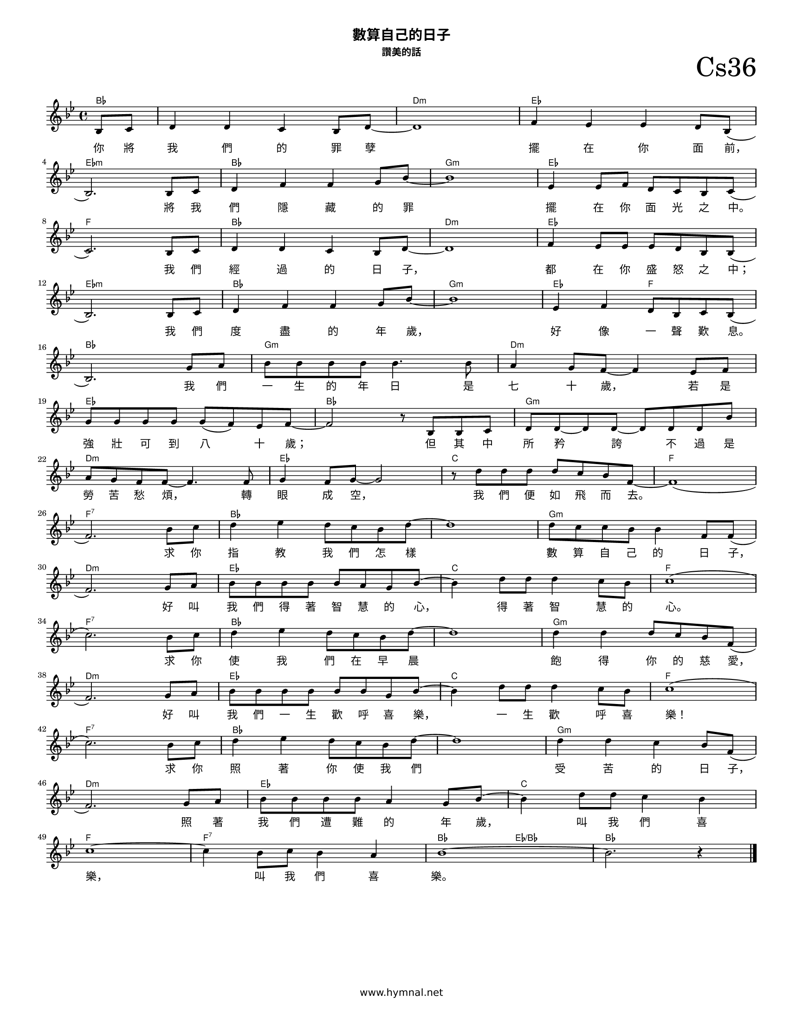 數算自己的日子
讚美的話
Cs36
B♭ Dm E♭
你 將 我 們 的 罪 孽 擺 在 你 面 前，
4 E♭m B♭ Gm E♭
將 我 們 隱 藏 的 罪 擺 在 你 面 光 之 中。
8 F B♭ Dm E♭
我 們 經 過 的 日 子， 都 在 你 盛 怒 之 中；
12 E♭m B♭ Gm E♭ F
我 們 度 盡 的 年 歲， 好 像 一 聲 歎 息。
16 B♭ Gm Dm
我 們 一 生 的 年 日 是 七 十 歲， 若 是
19 E♭ B♭ Gm
強 壯 可 到 八 十 歲； 但 其 中 所 矜 誇 不 過 是
22 Dm E♭ C F
勞 苦 愁 煩， 轉 眼 成 空， 我 們 便 如 飛 而 去。
26 F7 B♭ Gm
求 你 指 教 我 們 怎 樣 數 算 自 己 的 日 子，
30 Dm E♭ C F
好 叫 我 們 得 著 智 慧 的 心， 得 著 智 慧 的 心。
34 F7 B♭ Gm
求 你 使 我 們 在 早 晨 飽 得 你 的 慈 愛，
38 Dm E♭ C F
好 叫 我 們 一 生 歡 呼 喜 樂， 一 生 歡 呼 喜 樂！
42 F7 B♭ Gm
求 你 照 著 你 使 我 們 受 苦 的 日 子，
46 Dm E♭ C
照 著 我 們 遭 難 的 年 歲， 叫 我 們 喜
49 F F7 B♭ E♭/B♭ B♭
樂， 叫 我 們 喜 樂。
www.hymnal.net